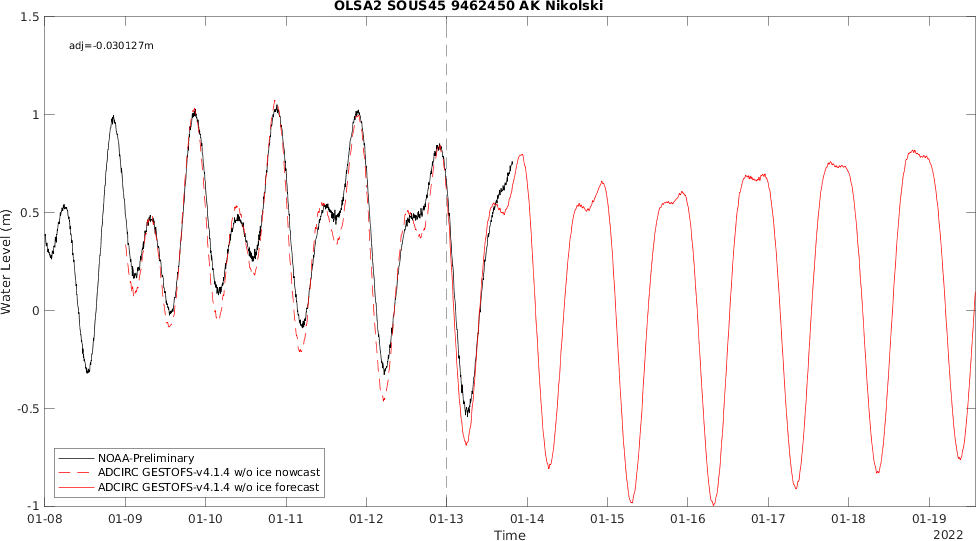 OLSA2 SOUS45 9462450 AK Nikolski
adj=-0.030127m
Water Level (m)
1.5
1
0.5
0
-0.5
-1
NOAA-Preliminary
ADCIRC GESTOFS-v4.1.4 w/o ice nowcast
ADCIRC GESTOFS-v4.1.4 w/o ice forecast
01-08 01-09 01-10 01-11 01-12 01-13 01-14 01-15 01-16 01-17 01-18 01-19
Time
2022